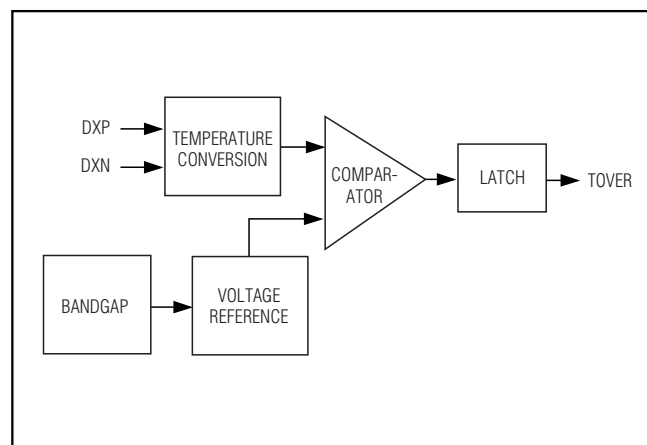 DXP
DXN
TEMPERATURE
CONVERSION
COMPAR-
ATOR
LATCH
TOVER
BANDGAP
VOLTAGE
REFERENCE